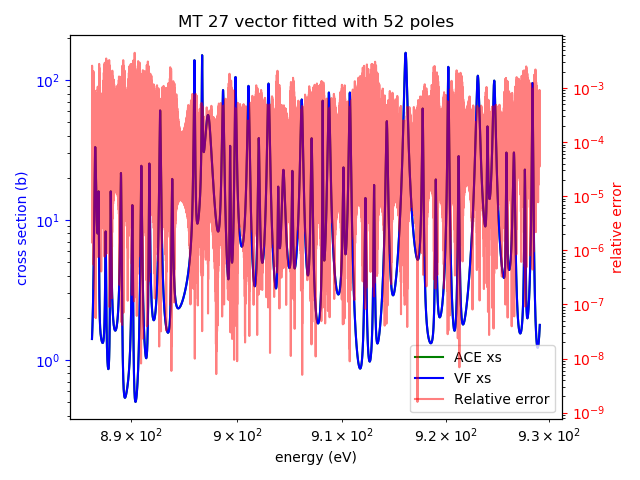 MT 27 vector fitted with 52 poles
cross section (b)
10²
10¹
10⁰
10⁻³
10⁻⁴
10⁻⁵
10⁻⁶
10⁻⁷
10⁻⁸
10⁻⁹
relative error
ACE xs
VF xs
Relative error
8.9 × 10² 9 × 10² 9.1 × 10² 9.2 × 10² 9.3 × 10²
energy (eV)